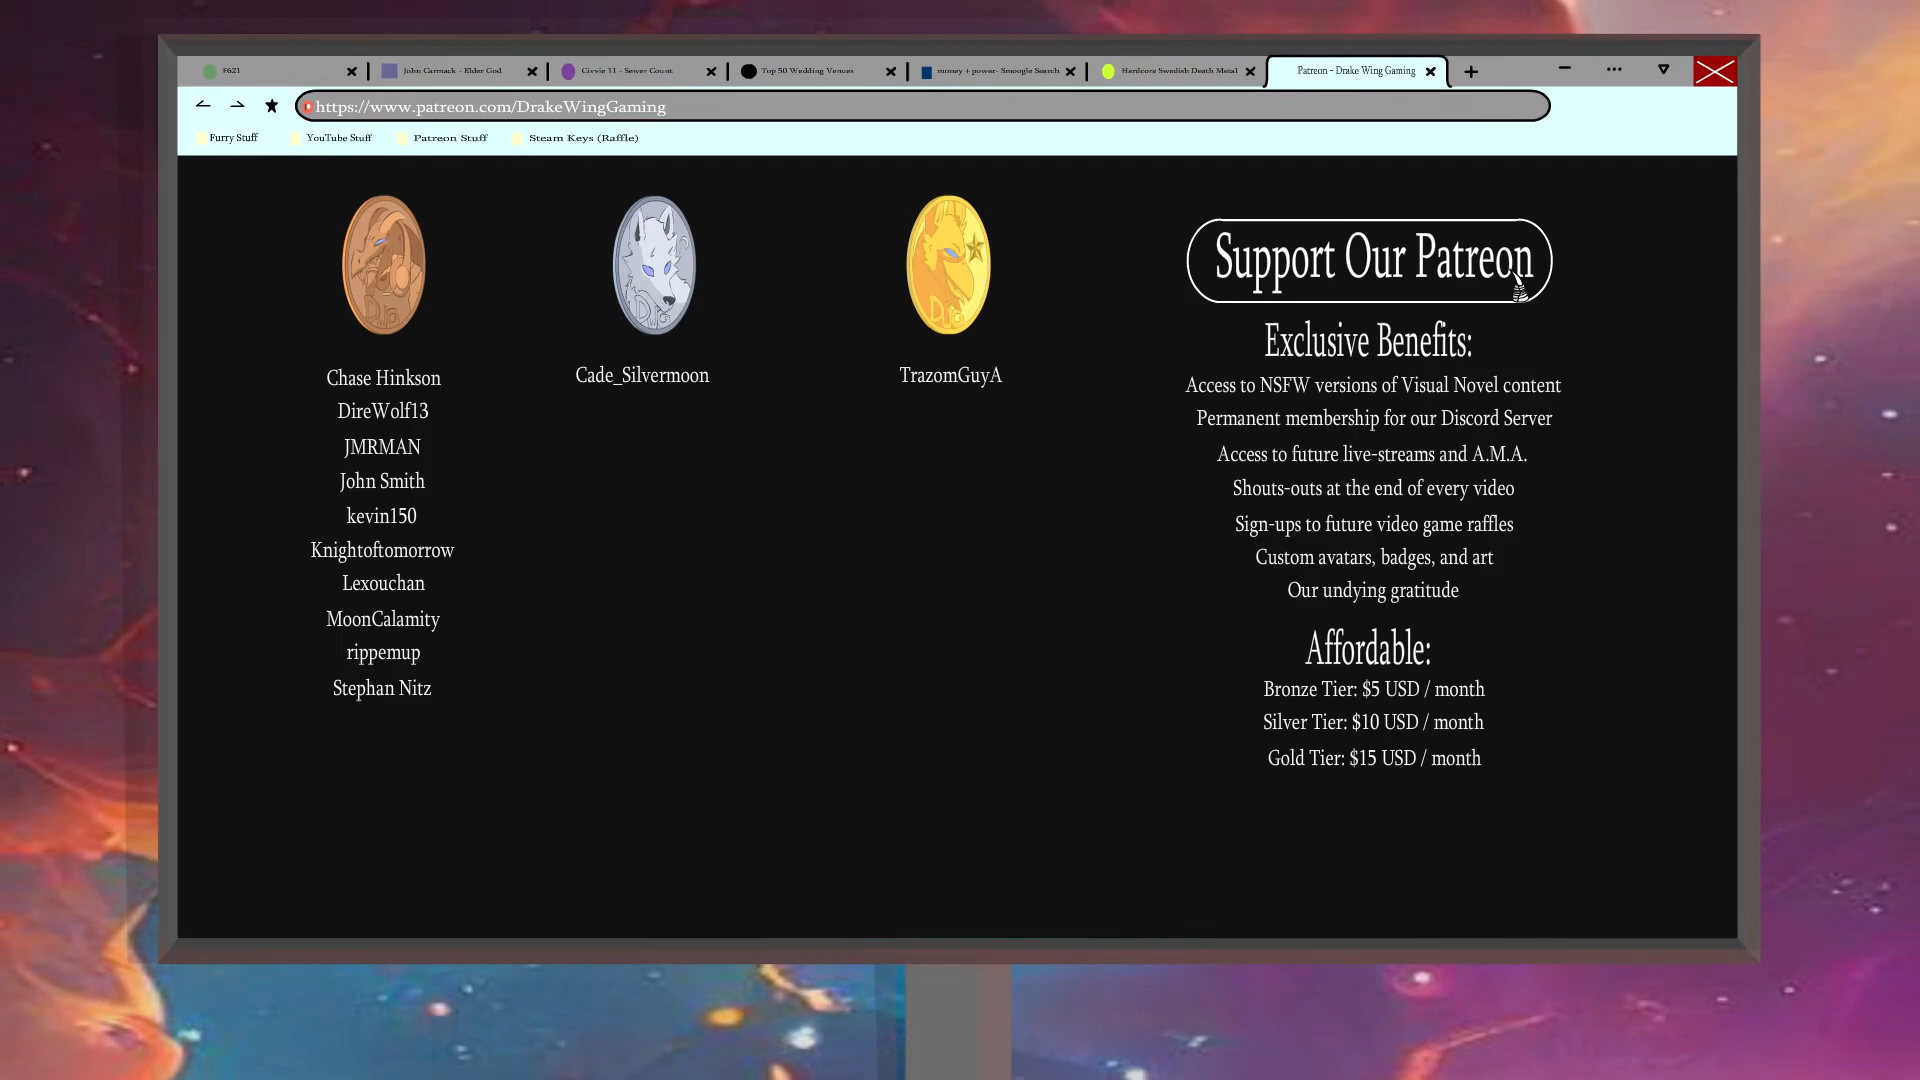 F621
John Carmack - Elder God
Civvie 11 - Sewer Count
Top 50 Wedding Venues
money + power- Smoogle Search
Hardcore Swedish Death Metal
Patreon - Drake Wing Gaming
https://www.patreon.com/DrakeWingGaming
Furry Stuff
YouTube Stuff
Patreon Stuff
Steam Keys (Raffle)
Chase Hinkson
DireWolf13
JMRMAN
John Smith
kevin150
Knightoftomorrow
Lexouchan
MoonCalamity
rippemup
Stephan Nitz
Cade_Silvermoon
TrazomGuyA
Support Our Patreon
Exclusive Benefits:
Access to NSFW versions of Visual Novel content
Permanent membership for our Discord Server
Access to future live-streams and A.M.A.
Shouts-outs at the end of every video
Sign-ups to future video game raffles
Custom avatars, badges, and art
Our undying gratitude
Affordable:
Bronze Tier: $5 USD / month
Silver Tier: $10 USD / month
Gold Tier: $15 USD / month